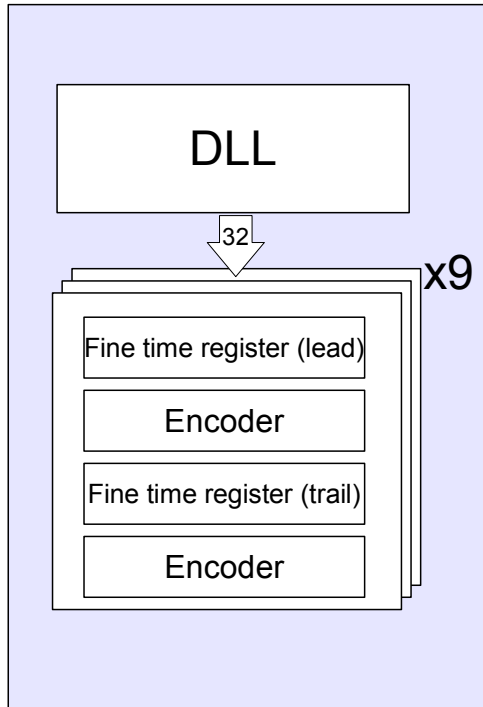 DLL
32
x9
Fine time register (lead)
Encoder
Fine time register (trail)
Encoder